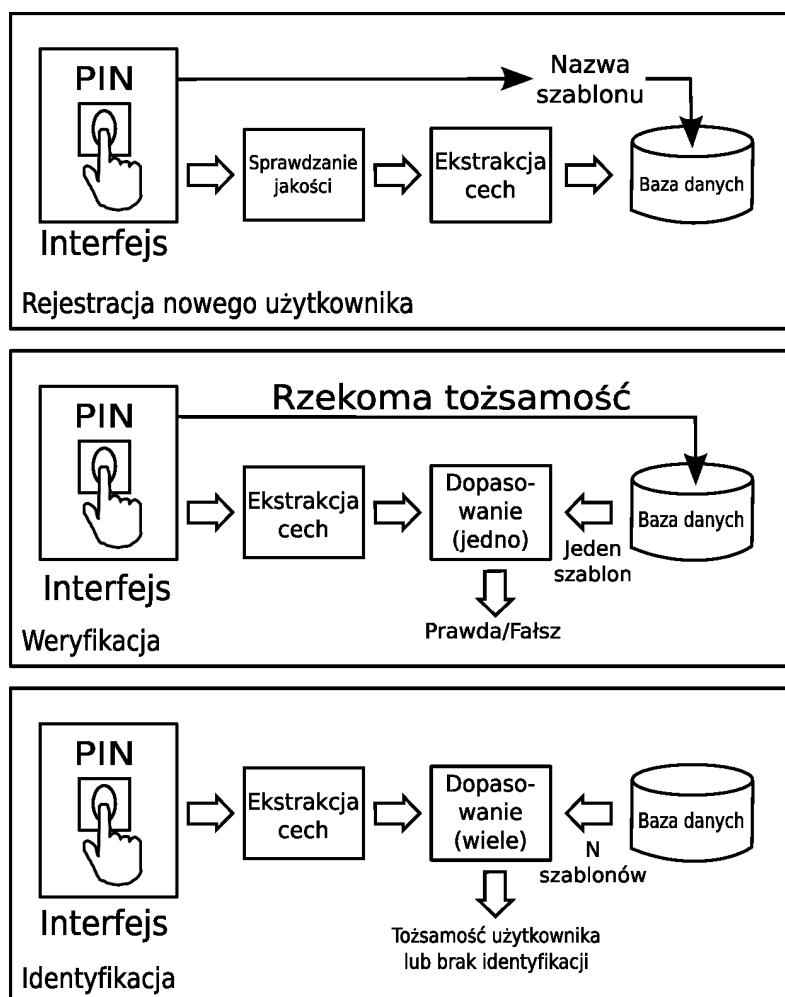 PIN
Nazwa
szablonu
Sprawdzanie
jakości
Ekstrakcja
cech
Baza danych
Interfejs
Rejestracja nowego użytkownika
Rzekoma tożsamość
PIN
Ekstrakcja
cech
Dopaso-
wanie
(jedno)
Baza danych
Jeden
szablon
Interfejs
Prawda/Fałsz
Weryfikacja
PIN
Ekstrakcja
cech
Dopaso-
wanie
(wiele)
Baza danych
N
szablonów
Interfejs
Tożsamość użytkownika
lub brak identyfikacji
Identyfikacja